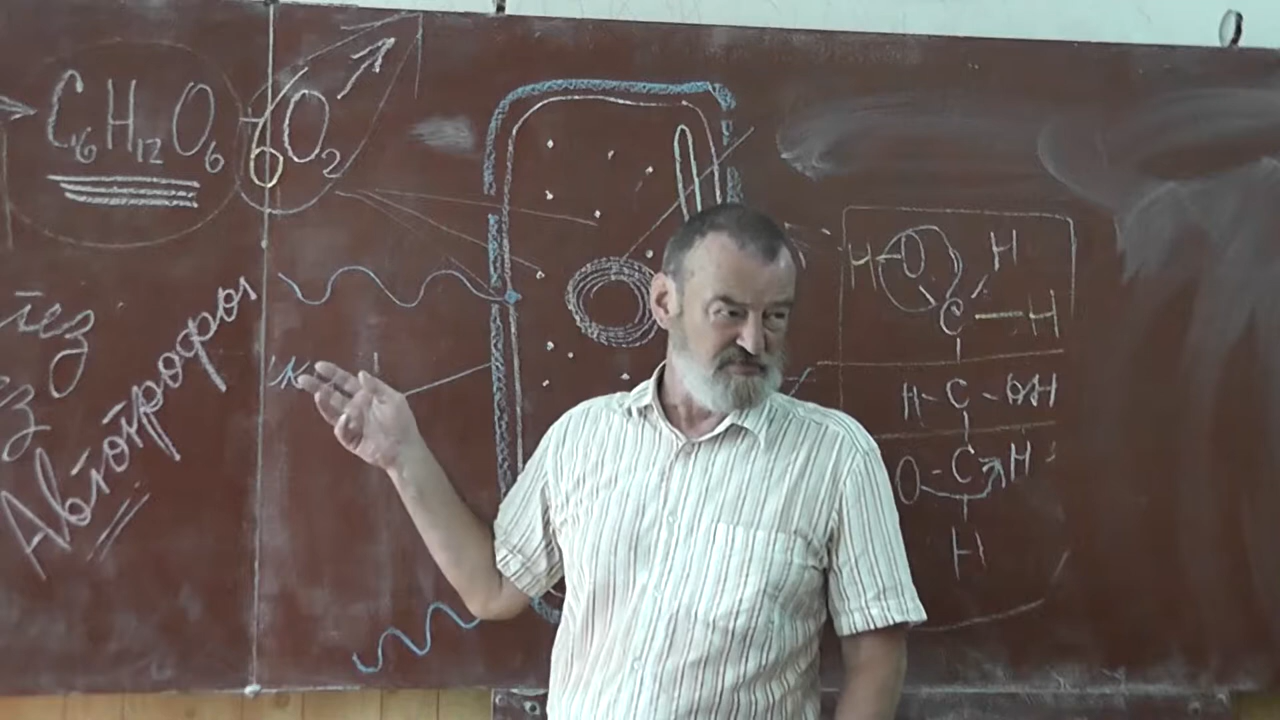 C₆H₁₂O₆ + 6O₂
Автотрофы
H-O H
C — H
H- C - OH
O - C H
H